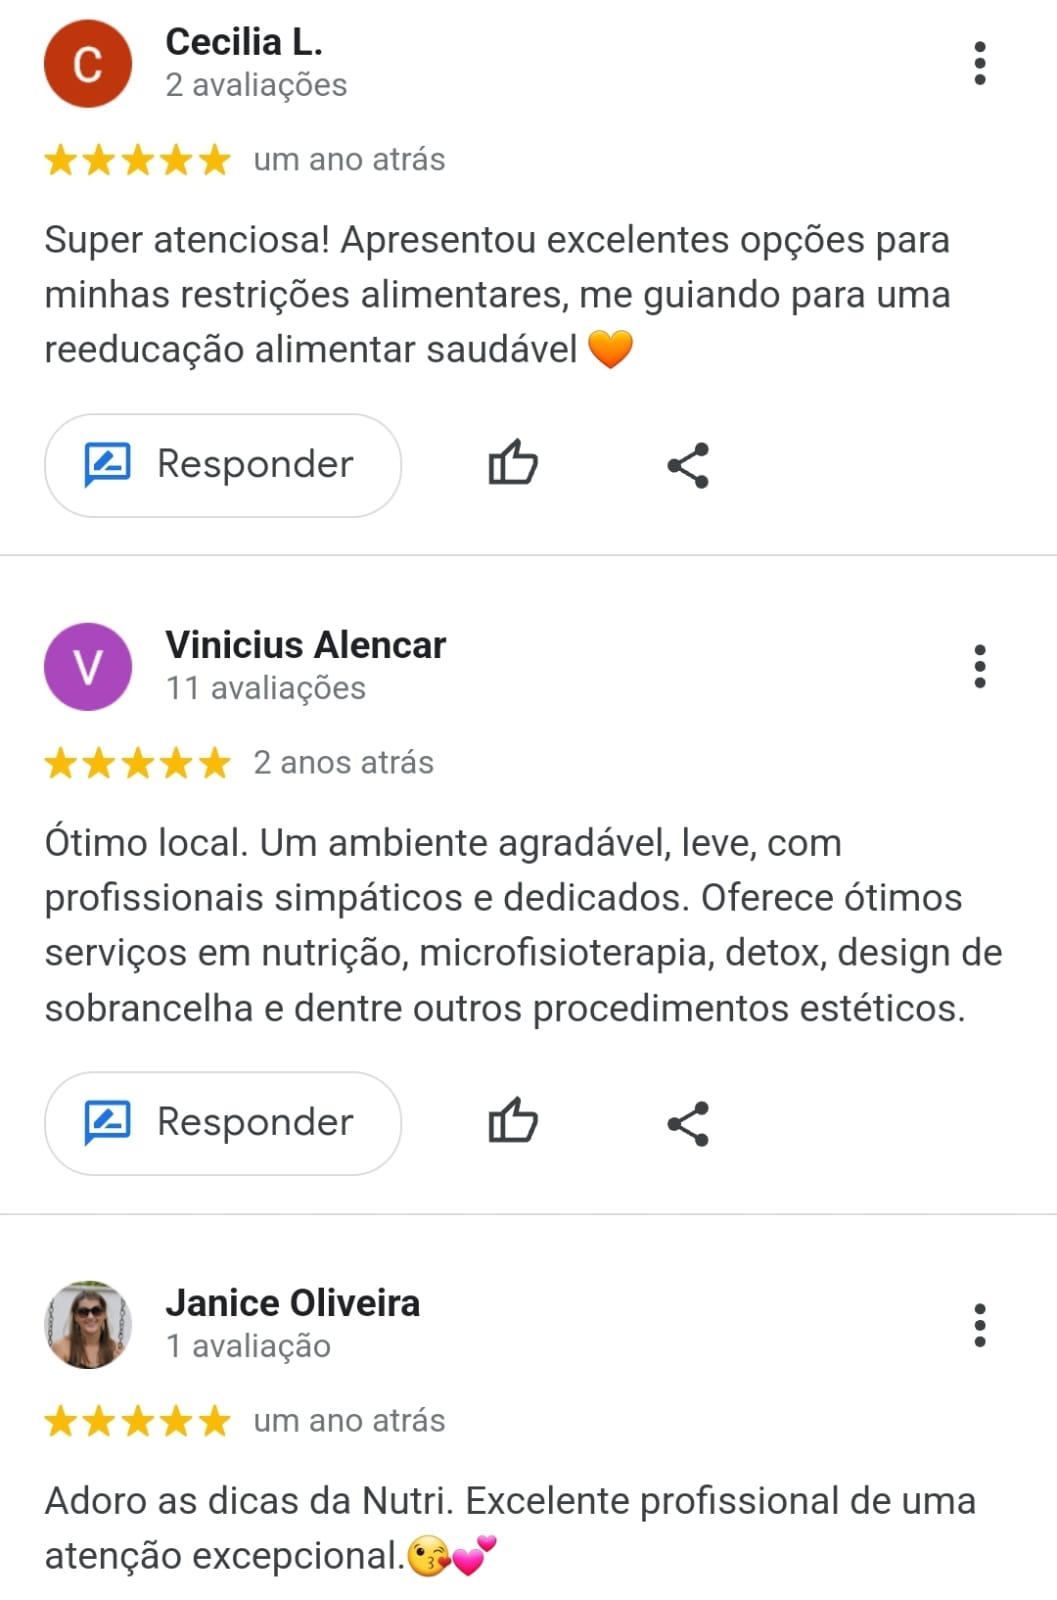 C
Cecilia L.
2 avaliações
um ano atrás
Super atenciosa! Apresentou excelentes opções para
minhas restrições alimentares, me guiando para uma
reeducação alimentar saudável 🧡
Responder
V
Vinicius Alencar
11 avaliações
2 anos atrás
Ótimo local. Um ambiente agradável, leve, com
profissionais simpáticos e dedicados. Oferece ótimos
serviços em nutrição, microfisioterapia, detox, design de
sobrancelha e dentre outros procedimentos estéticos.
Responder
Janice Oliveira
1 avaliação
um ano atrás
Adoro as dicas da Nutri. Excelente profissional de uma
atenção excepcional.😘💕